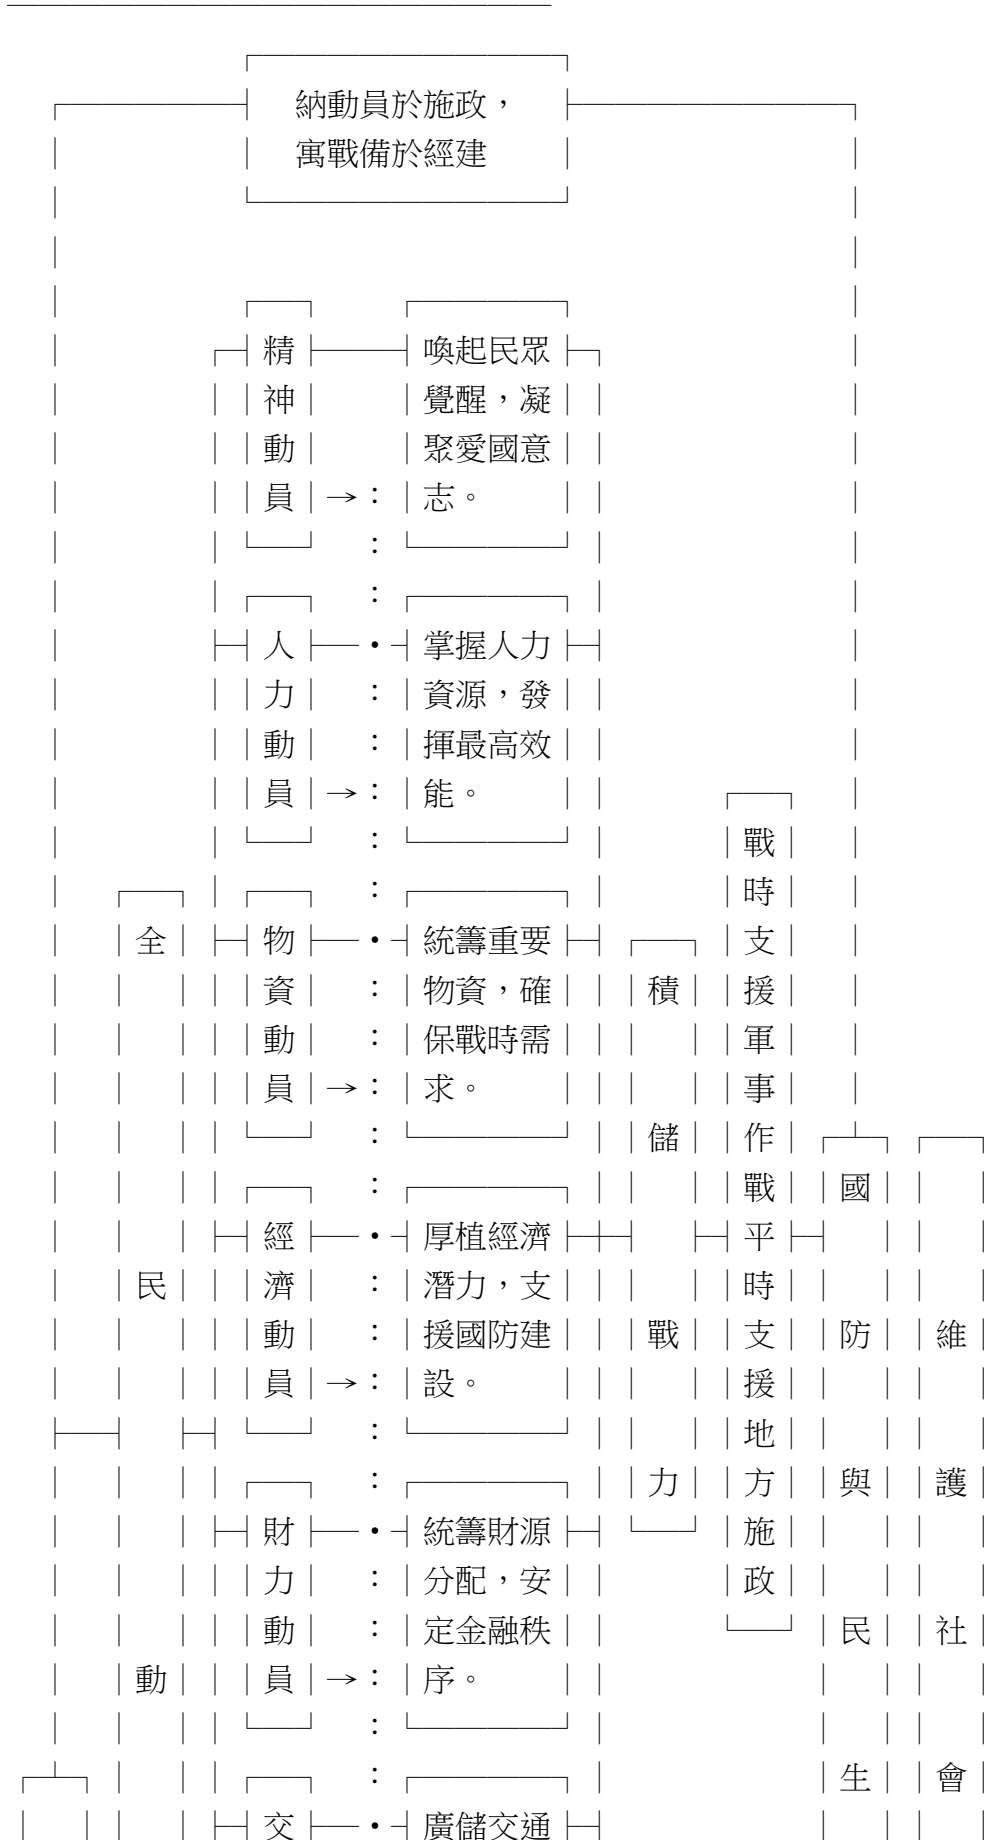 納動員於施政，
寓戰備於經建
精神動員
喚起民眾
覺醒，凝
聚愛國意
志。
人力動員
掌握人力
資源，發
揮最高效
能。
物資動員
統籌重要
物資，確
保戰時需
求。
經濟動員
厚植經濟
潛力，支
援國防建
設。
財力動員
統籌財源
分配，安
定金融秩
序。
交
廣儲交通
全民動
積儲戰力
戰時支援軍事作戰平時支援地方施政
國防與民生
維護社會